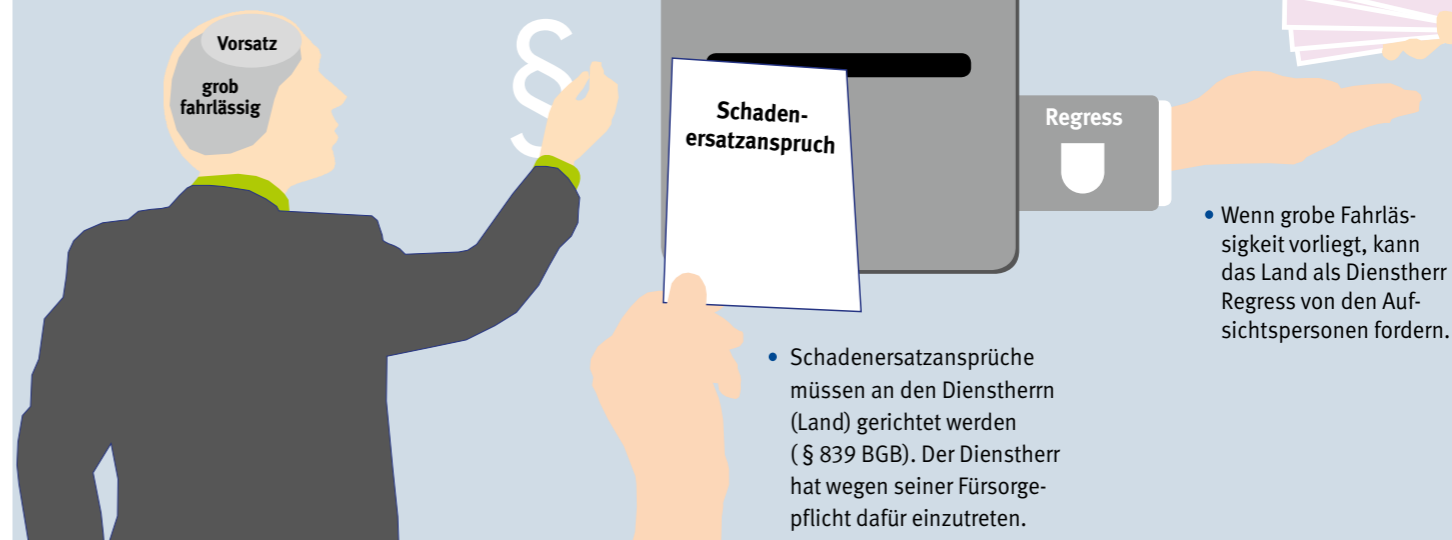 Vorsatz
grob
fahrlässig
§
Schaden-
ersatzanspruch
Regress
• Schadenersatzansprüche
müssen an den Dienstherrn
(Land) gerichtet werden
( § 839 BGB). Der Dienstherr
hat wegen seiner Fürsorge-
pflicht dafür einzutreten.
• Wenn grobe Fahrläs-
sigkeit vorliegt, kann
das Land als Dienstherr
Regress von den Auf-
sichtspersonen fordern.